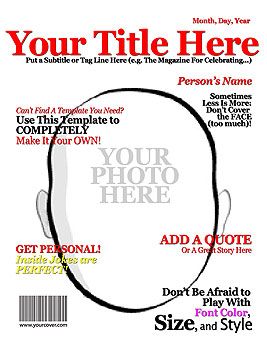 Month, Day, Year
Your Title Here
Put a Subtitle or Tag Line Here (e.g. The Magazine For Celebrating...)
Person's Name
Sometimes
Less Is More:
Don't Cover
the FACE
(too much)!
Can't Find A Template You Need?
Use This Template to
COMPLETELY
Make It Your OWN!
YOUR
PHOTO
HERE
ADD A QUOTE
Or A Great Story Here
GET PERSONAL!
Inside Jokes are
PERFECT!
Don't Be Afraid to
Play With
Font Color,
Size, and Style
www.yourcover.com